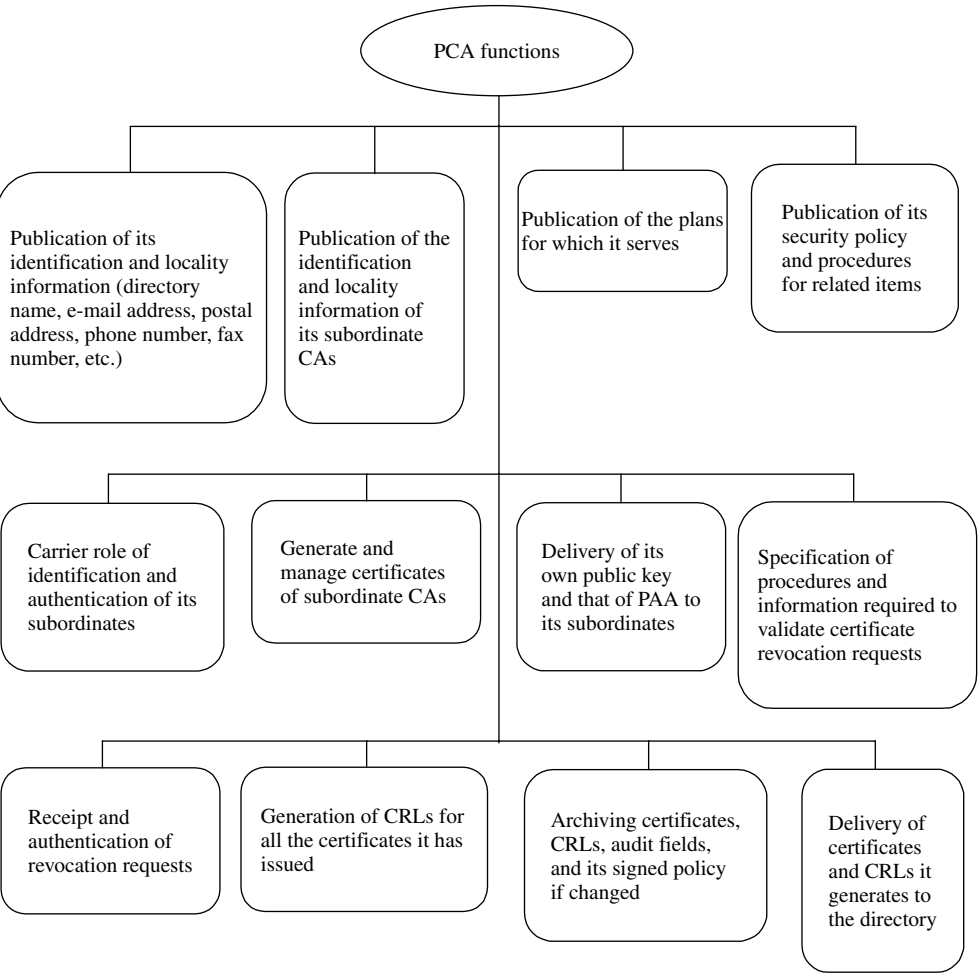 PCA functions
Publication of its
identification and locality
information (directory
name, e-mail address, postal
address, phone number, fax
number, etc.)
Publication of the
identification
and locality
information of
its subordinate
CAs
Publication of the plans
for which it serves
Publication of its
security policy
and procedures
for related items
Carrier role of
identification and
authentication of its
subordinates
Generate and
manage certificates
of subordinate CAs
Delivery of its
own public key
and that of PAA to
its subordinates
Specification of
procedures and
information required to
validate certificate
revocation requests
Receipt and
authentication of
revocation requests
Generation of CRLs for
all the certificates it has
issued
Archiving certificates,
CRLs, audit fields,
and its signed policy
if changed
Delivery of
certificates
and CRLs it
generates to
the directory